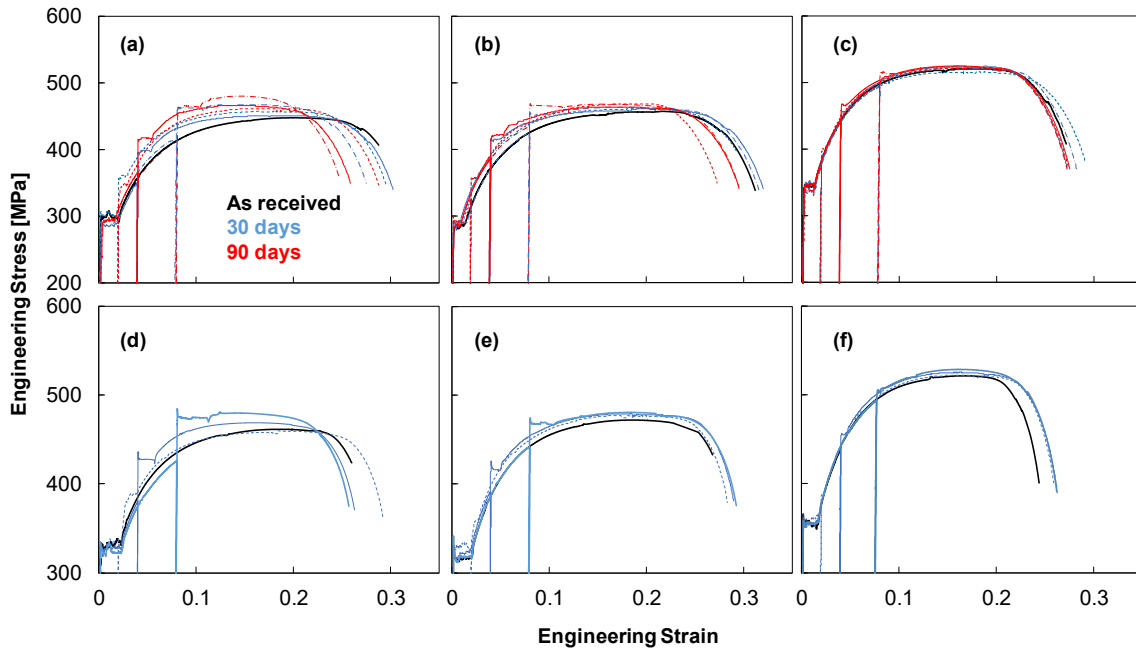 600
(a)
(b)
(c)
500
400
As received
30 days
300
90 days
200
600
(d)
(e)
(f)
500
400
300
0
0.1
0.2
0.3
0
0.1
0.2
0.3
0
0.1
0.2
0.3
Engineering Stress [MPa]
Engineering Strain